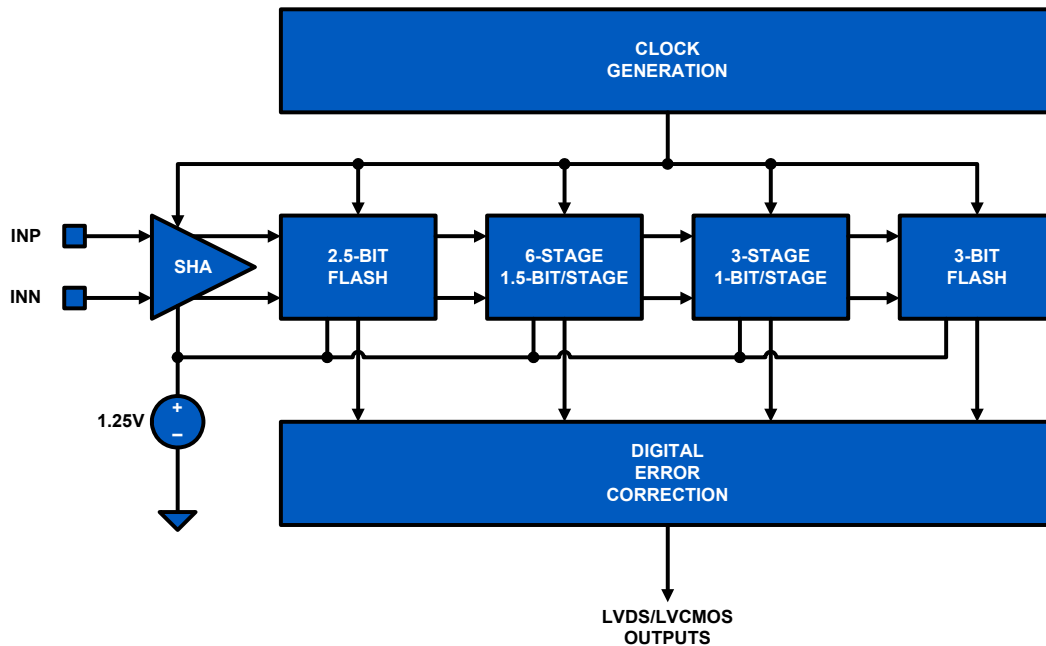 CLOCK
GENERATION
INP
INN
SHA
2.5-BIT
FLASH
6-STAGE
1.5-BIT/STAGE
3-STAGE
1-BIT/STAGE
3-BIT
FLASH
1.25V
+
–
DIGITAL
ERROR
CORRECTION
LVDS/LVCMOS
OUTPUTS